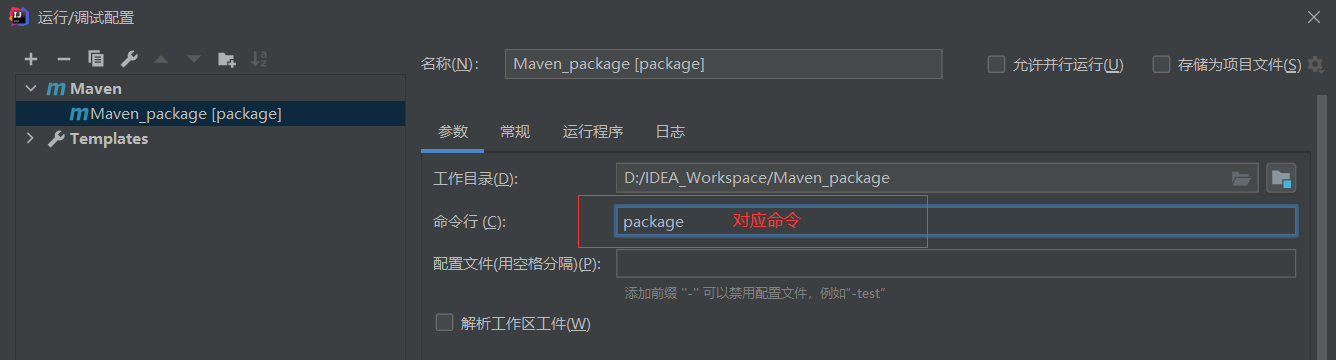 运行/调试配置
名称(N):
Maven_package [package]
允许并行运行(U)
存储为项目文件(S)
Maven
Maven_package [package]
Templates
参数
常规
运行程序
日志
工作目录(D):
D:/IDEA_Workspace/Maven_package
命令行 (C):
package
对应命令
配置文件(用空格分隔)(P):
添加前缀 "-" 可以禁用配置文件，例如"-test"
解析工作区工件(W)